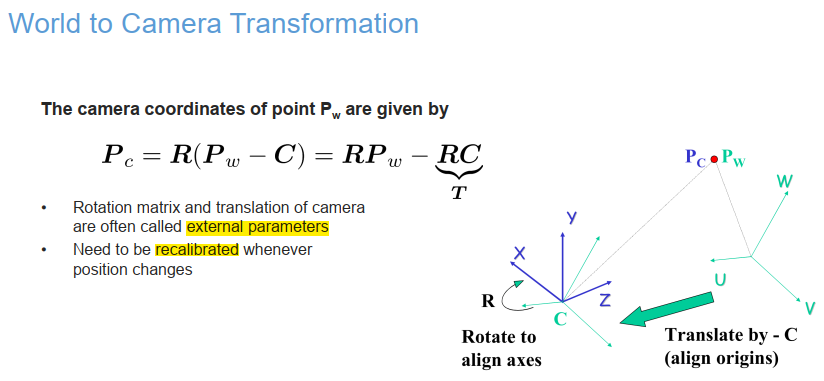 World to Camera Transformation
The camera coordinates of point P_w are given by
P_c = R(P_w − C) = RP_w − RC
T
• Rotation matrix and translation of camera
are often called external parameters
• Need to be recalibrated whenever
position changes
P_C P_W
W
Y
X
U
R
Z
C
V
Rotate to
align axes
Translate by - C
(align origins)